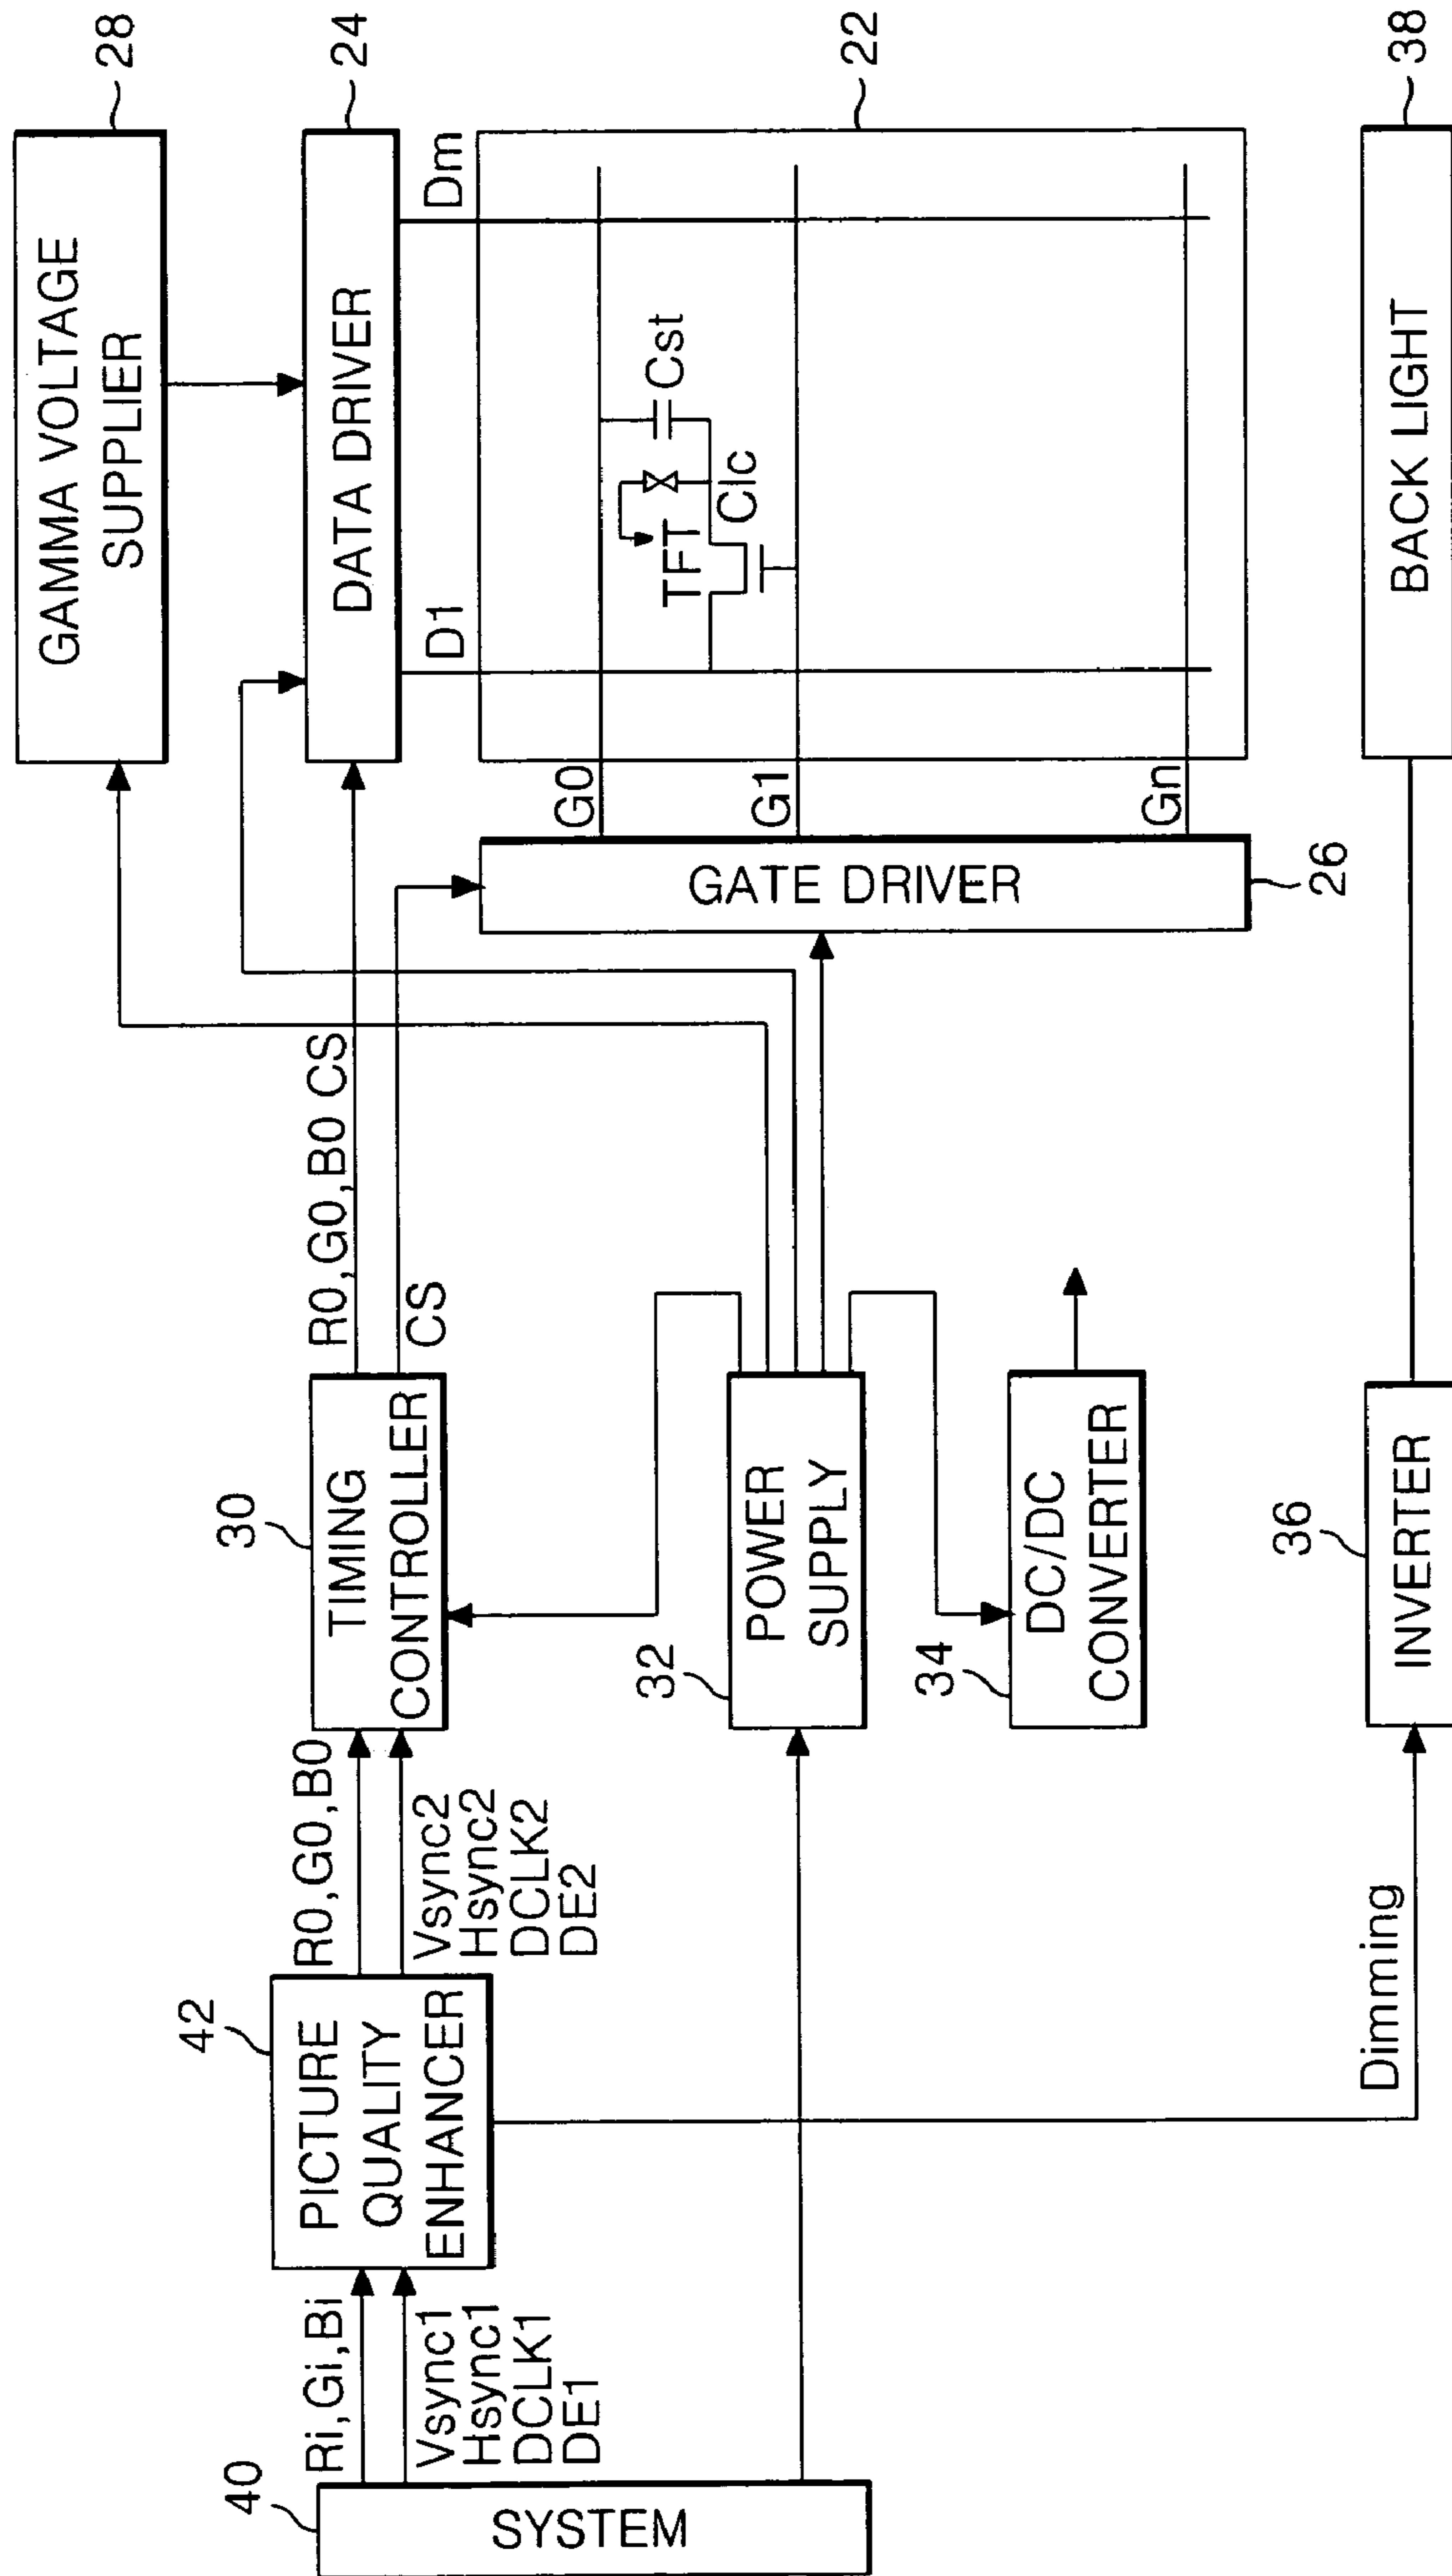 40
SYSTEM
Ri,Gi,Bi
Vsync1
Hsync1
DCLK1
DE1
42
PICTURE
QUALITY
ENHANCER
R0,G0,B0
Vsync2
Hsync2
DCLK2
DE2
30
TIMING
CONTROLLER
R0,G0,B0 CS
CS
32
POWER
SUPPLY
34
DC/DC
CONVERTER
Dimming
36
INVERTER
GAMMA VOLTAGE
SUPPLIER
28
DATA DRIVER
24
D1
Dm
G0
G1
Gn
GATE DRIVER
26
TFT
Clc
Cst
22
BACK LIGHT
38